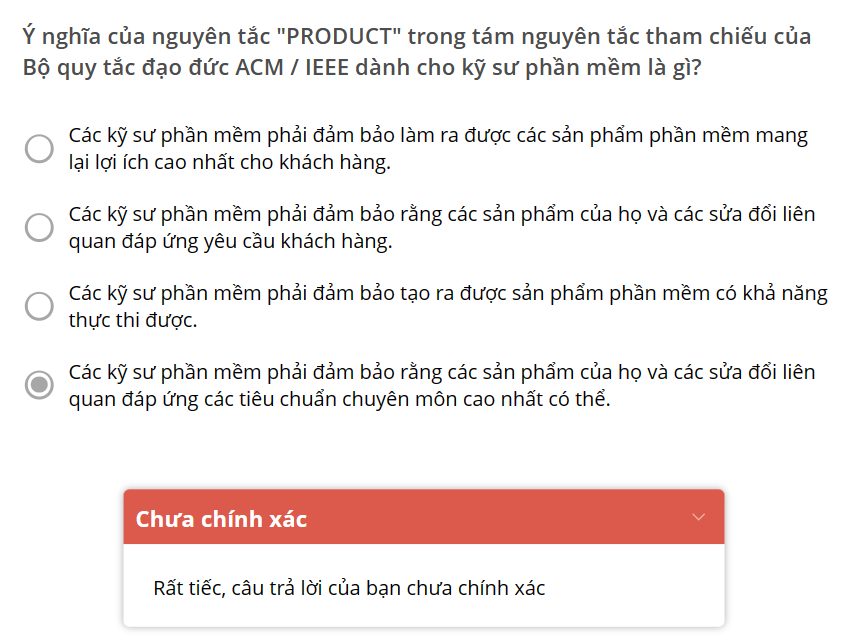 Ý nghĩa của nguyên tắc "PRODUCT" trong tám nguyên tắc tham chiếu của
Bộ quy tắc đạo đức ACM / IEEE dành cho kỹ sư phần mềm là gì?
Các kỹ sư phần mềm phải đảm bảo làm ra được các sản phẩm phần mềm mang
lại lợi ích cao nhất cho khách hàng.
Các kỹ sư phần mềm phải đảm bảo rằng các sản phẩm của họ và các sửa đổi liên
quan đáp ứng yêu cầu khách hàng.
Các kỹ sư phần mềm phải đảm bảo tạo ra được sản phẩm phần mềm có khả năng
thực thi được.
Các kỹ sư phần mềm phải đảm bảo rằng các sản phẩm của họ và các sửa đổi liên
quan đáp ứng các tiêu chuẩn chuyên môn cao nhất có thể.
Chưa chính xác
Rất tiếc, câu trả lời của bạn chưa chính xác